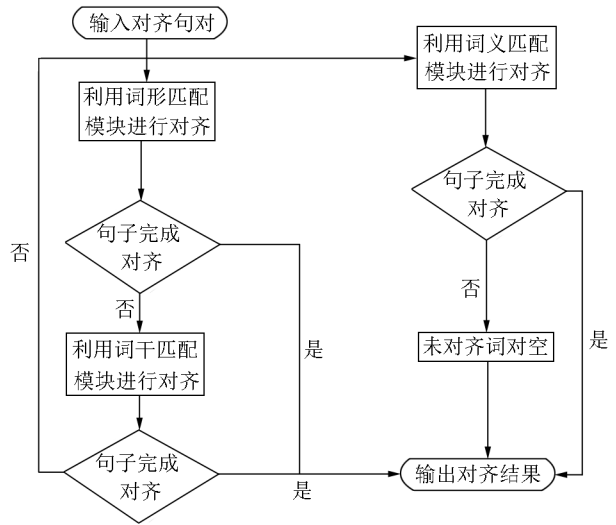 输入对齐句对
利用词形匹配
模块进行对齐
句子完成
对齐
否
否
利用词干匹配
模块进行对齐
是
句子完成
对齐
是
利用词义匹配
模块进行对齐
句子完成
对齐
否
未对齐词对空
是
输出对齐结果